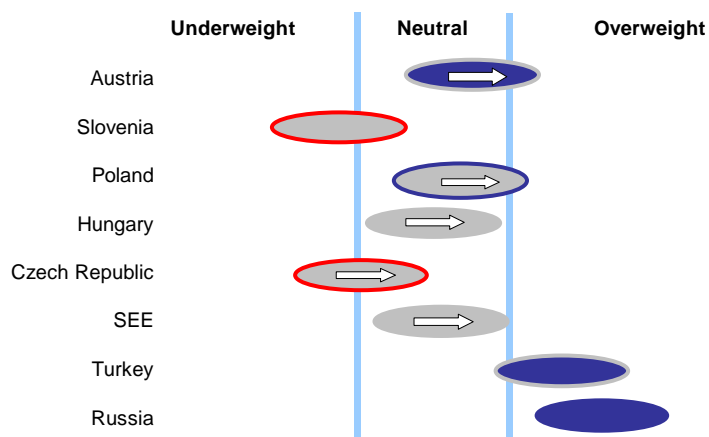 Underweight Neutral Overweight
Austria
Slovenia
Poland
Hungary
Czech Republic
SEE
Turkey
Russia